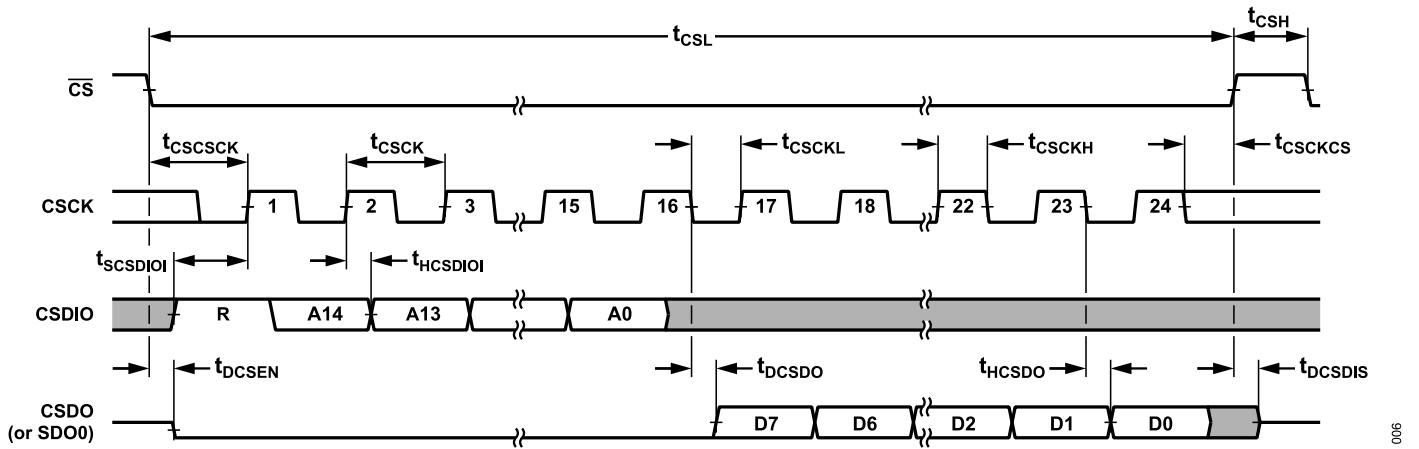 tCSL
tCSH
CS
tCSCSCK
tCSCK
tCSCKL
tCSCKH
tCSCKCS
CSCK
1
2
3
15
16
17
18
22
23
24
tSCSDIOI
tHCSDIOI
CSDIO
R
A14
A13
A0
tDCSEN
tDCSDO
tHCSDO
tDCSDIS
CSDO
(or SDO0)
D7
D6
D2
D1
D0
006